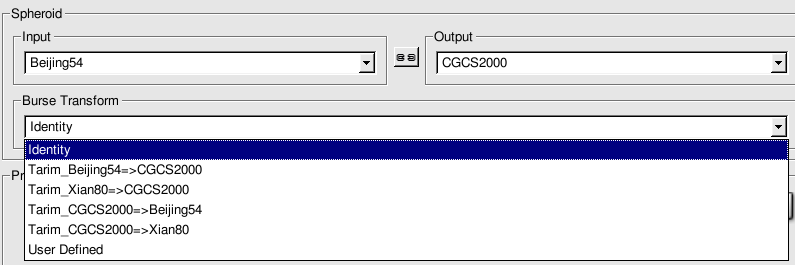 Spheroid
Input
Output
Beijing54
CGCS2000
Burse Transform
Identity
Identity
Tarim_Beijing54=>CGCS2000
Tarim_Xian80=>CGCS2000
Tarim_CGCS2000=>Beijing54
Tarim_CGCS2000=>Xian80
User Defined